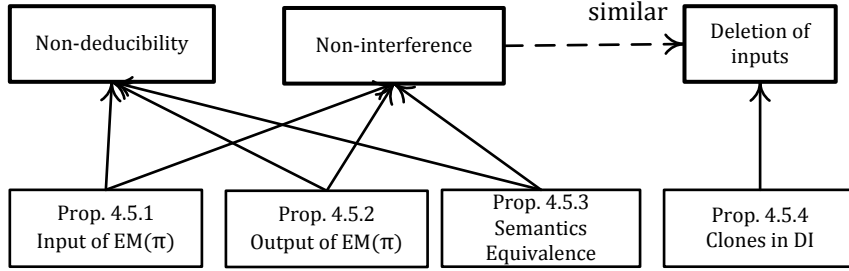 similar
Non-deducibility
Non-interference
Deletion of
inputs
Prop. 4.5.1
Input of EM(π)
Prop. 4.5.2
Output of EM(π)
Prop. 4.5.3
Semantics
Equivalence
Prop. 4.5.4
Clones in DI